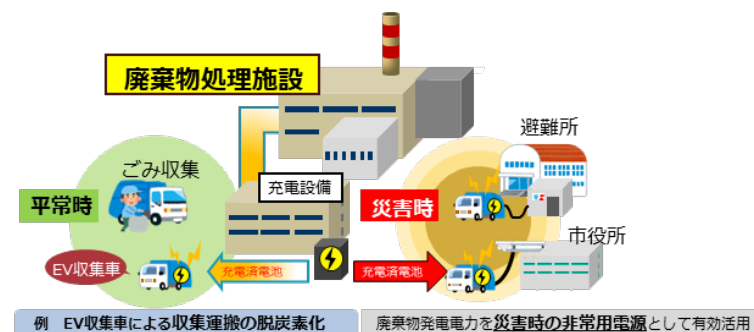 廃棄物処理施設
避難所
ごみ収集
充電設備
平常時
災害時
市役所
EV収集車
充電済電池
充電済電池
例 EV収集車による収集運搬の脱炭素化
廃棄物発電電力を災害時の非常用電源として有効活用